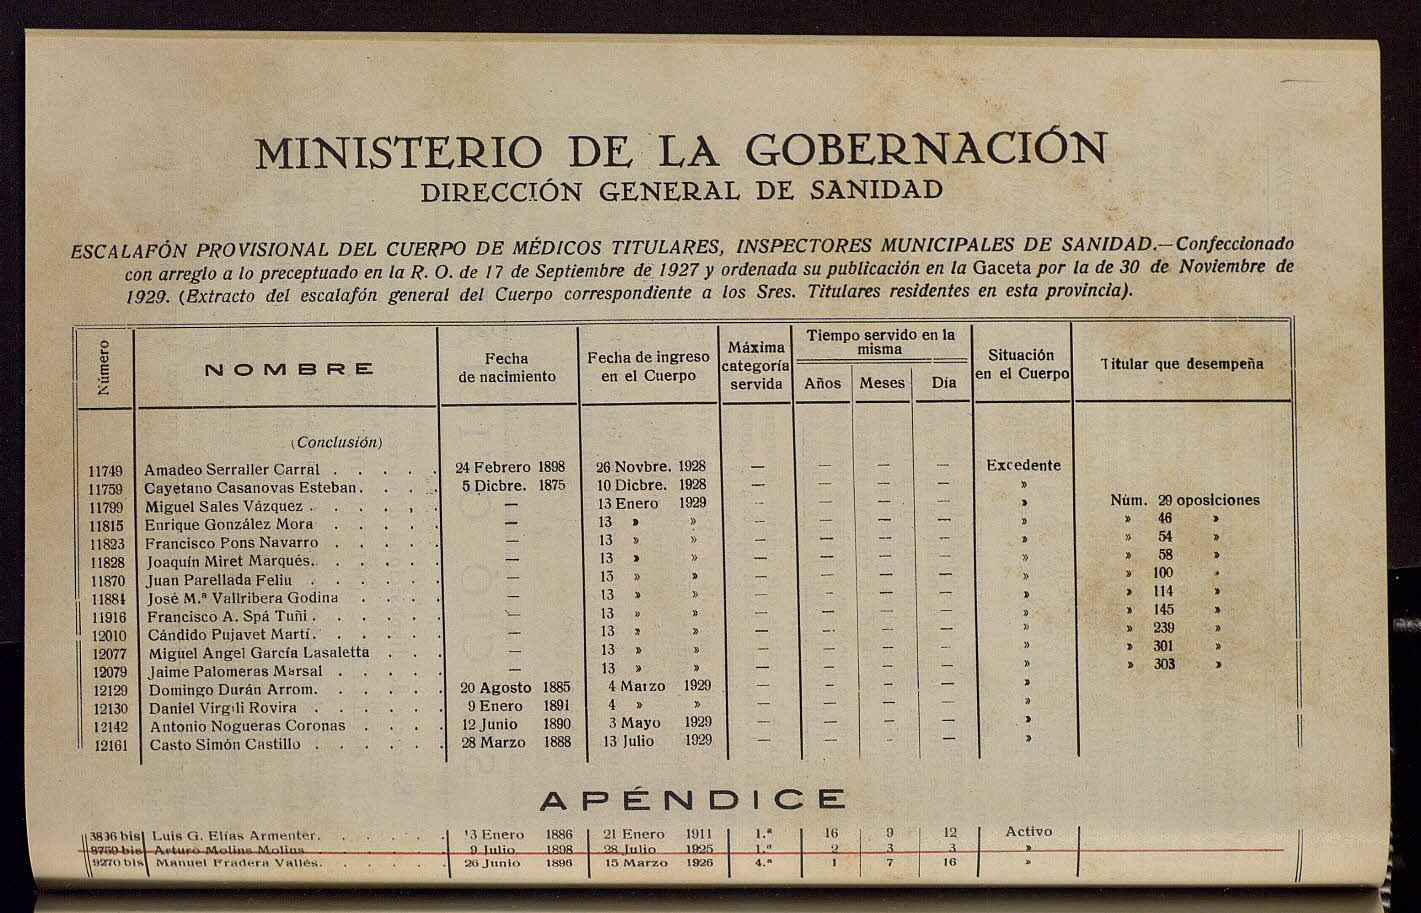 MINISTERIO DE LA GOBERNACIÓN
DIRECCIÓN GENERAL DE SANIDAD
ESCALAFÓN PROVISIONAL DEL CUERPO DE MÉDICOS TITULARES, INSPECTORES MUNICIPALES DE SANIDAD.—Confeccionado
con arreglo a lo preceptuado en la R. O. de 17 de Septiembre de 1927 y ordenada su publicación en la Gaceta por la de 30 de Noviembre de
1929. (Extracto del escalafón general del Cuerpo correspondiente a los Sres. Titulares residentes en esta provincia).
Número NOMBRE Fecha de nacimiento Fecha de ingreso en el Cuerpo Máxima categoría servida Tiempo servido en la misma Años Meses Día Situación en el Cuerpo Titular que desempeña
(Conclusión)
11749 Amadeo Serraller Carral . . . . . 24 Febrero 1898 26 Novbre. 1928 — — — — Excedente
11759 Cayetano Casanovas Esteban. . . . 5 Dicbre. 1875 10 Dicbre. 1928 — — — — »
11799 Miguel Sales Vázquez . . . . , . — 13 Enero 1929 — — — — » Núm. 29 oposiciones
11815 Enrique González Mora . . . . . — 13 » » — — — — » » 46 »
11823 Francisco Pons Navarro . . . . . — 13 » » — — — — » » 54 »
11828 Joaquín Miret Marqués. . . . . . — 13 » » — — — — » » 58 »
11870 Juan Parellada Feliu . . . . . . — 13 » » — — — — » » 100 »
11881 José M.ª Vallribera Godina . . . . — 13 » » — — — — » » 114 »
11916 Francisco A. Spá Tuñi . . . . . . — 13 » » — — — — » » 145 »
12010 Cándido Pujavet Martí. . . . . . — 13 » » — — — — » » 239 »
12077 Miguel Angel García Lasaletta . . . — 13 » » — — — — » » 301 »
12079 Jaime Palomeras Marsal . . . . . — 13 » » — — — — » » 303 »
12129 Domingo Durán Arrom. . . . . . 20 Agosto 1885 4 Marzo 1929 — — — — »
12130 Daniel Virgili Rovira . . . . . . 9 Enero 1891 4 » » — — — — »
12142 Antonio Nogueras Coronas . . . . 12 Junio 1890 3 Mayo 1929 — — — — »
12161 Casto Simón Castillo . . . . . . 28 Marzo 1888 13 Julio 1929 — — — — »
APÉNDICE
3836 bis Luis G. Elías Armenter. . . . . . 13 Enero 1886 21 Enero 1911 1.ª 16 9 12 Activo
8759 bis Arturo Molins Molins . . . . . . 9 Julio 1898 28 Julio 1925 1.ª 2 3 3 »
9270 bis Manuel Fradera Vallés. . . . . . 26 Junio 1896 15 Marzo 1926 4.ª 1 7 16 »